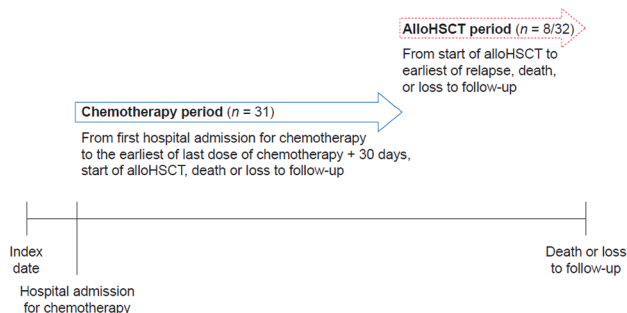 AlloHSCT period (n = 8/32)
From start of alloHSCT to
earliest of relapse, death,
or loss to follow-up
Chemotherapy period (n = 31)
From first hospital admission for chemotherapy
to the earliest of last dose of chemotherapy + 30 days,
start of alloHSCT, death or loss to follow-up
Index
date
Death or loss
to follow-up
Hospital admission
for chemotherapy